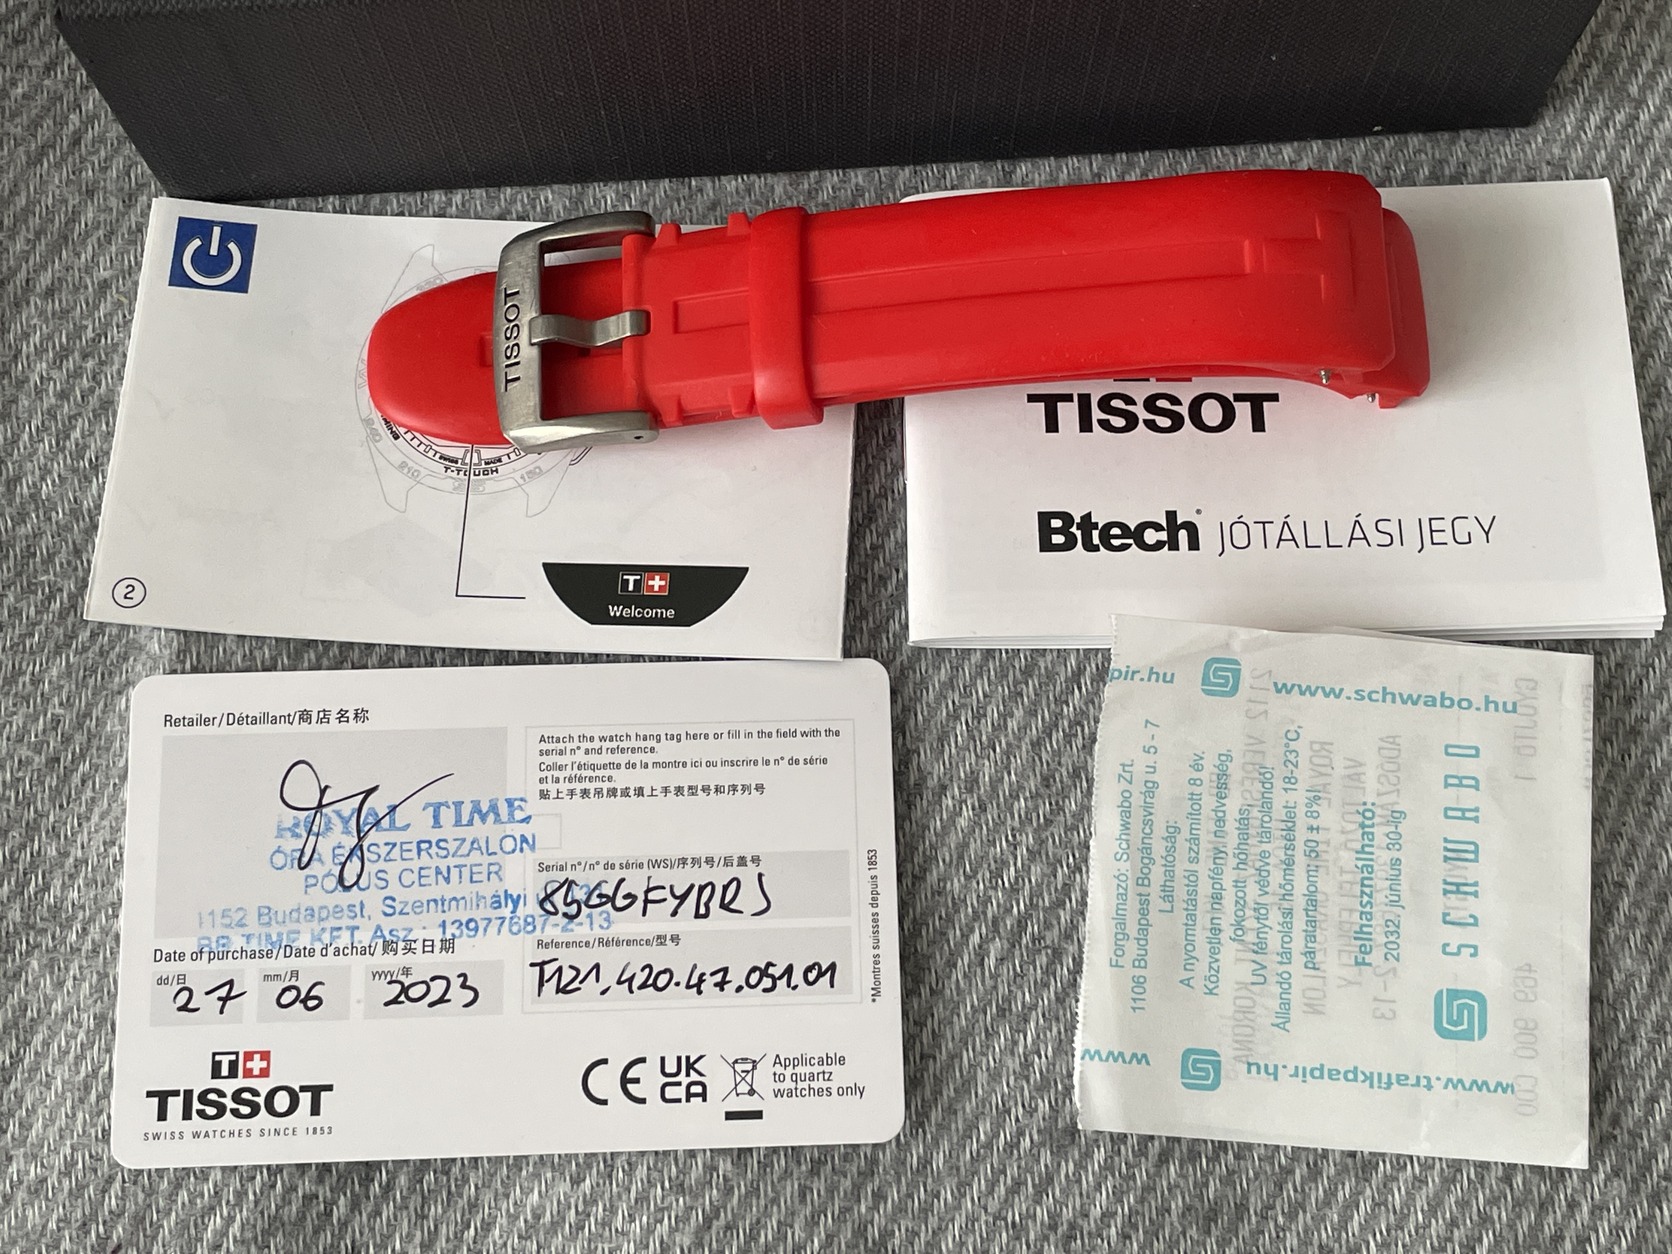 TISSOT
SWISS MADE
T-TOUCH
210
150
2
T+
Welcome
TISSOT
Btech JÓTÁLLÁSI JEGY
Retailer/Détaillant/商店名称
ROYAL TIME
ÓRA ÉKSZERSZALON
PÓLUS CENTER
1152 Budapest, Szentmihályi
BB TIME KFT. Asz.: 13977687-2-13
Attach the watch hang tag here or fill in the field with the
serial n° and reference.
Coller l'étiquette de la montre ici ou inscrire le n° de série
et la référence.
贴上手表吊牌或填上手表型号和序列号
Serial n°/n° de série (WS)/序列号/后盖号
Reference/Référence/型号
T121.420.47.051.01
Date of purchase/Date d'achat/购买日期
dd/日 mm/月 yyyy/年
27 06 2023
T+
TISSOT
SWISS WATCHES SINCE 1853
CE UK CA
Applicable
to quartz
watches only
*Montres suisses depuis 1853
pir.hu
www.schwabo.hu
Forgalmazó: Schwabo Zrt.
1106 Budapest Bogáncsvirág u. 5 - 7
Láthatóság:
A nyomtatástól számított 8 év.
Közvetlen napfény, nedvesség,
fokozott hőhatás,
UV fénytől védve tárolandó!
Állandó tárolási hőmérséklet: 18-23°C,
páratartalom: 50 ± 8%!
Felhasználható:
2032, június 30-ig
SCHWABO
www
www.trafikpapir.hu